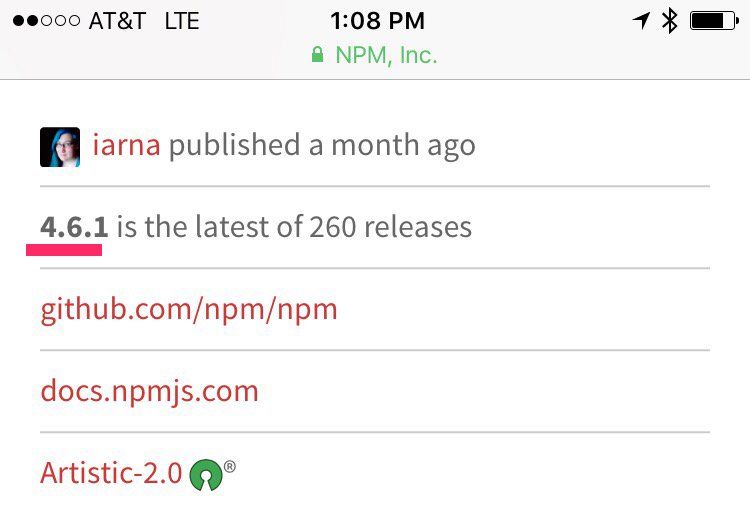 AT&T LTE 1:08 PM
NPM, Inc.
iarna published a month ago
4.6.1 is the latest of 260 releases
github.com/npm/npm
docs.npmjs.com
Artistic-2.0 ®